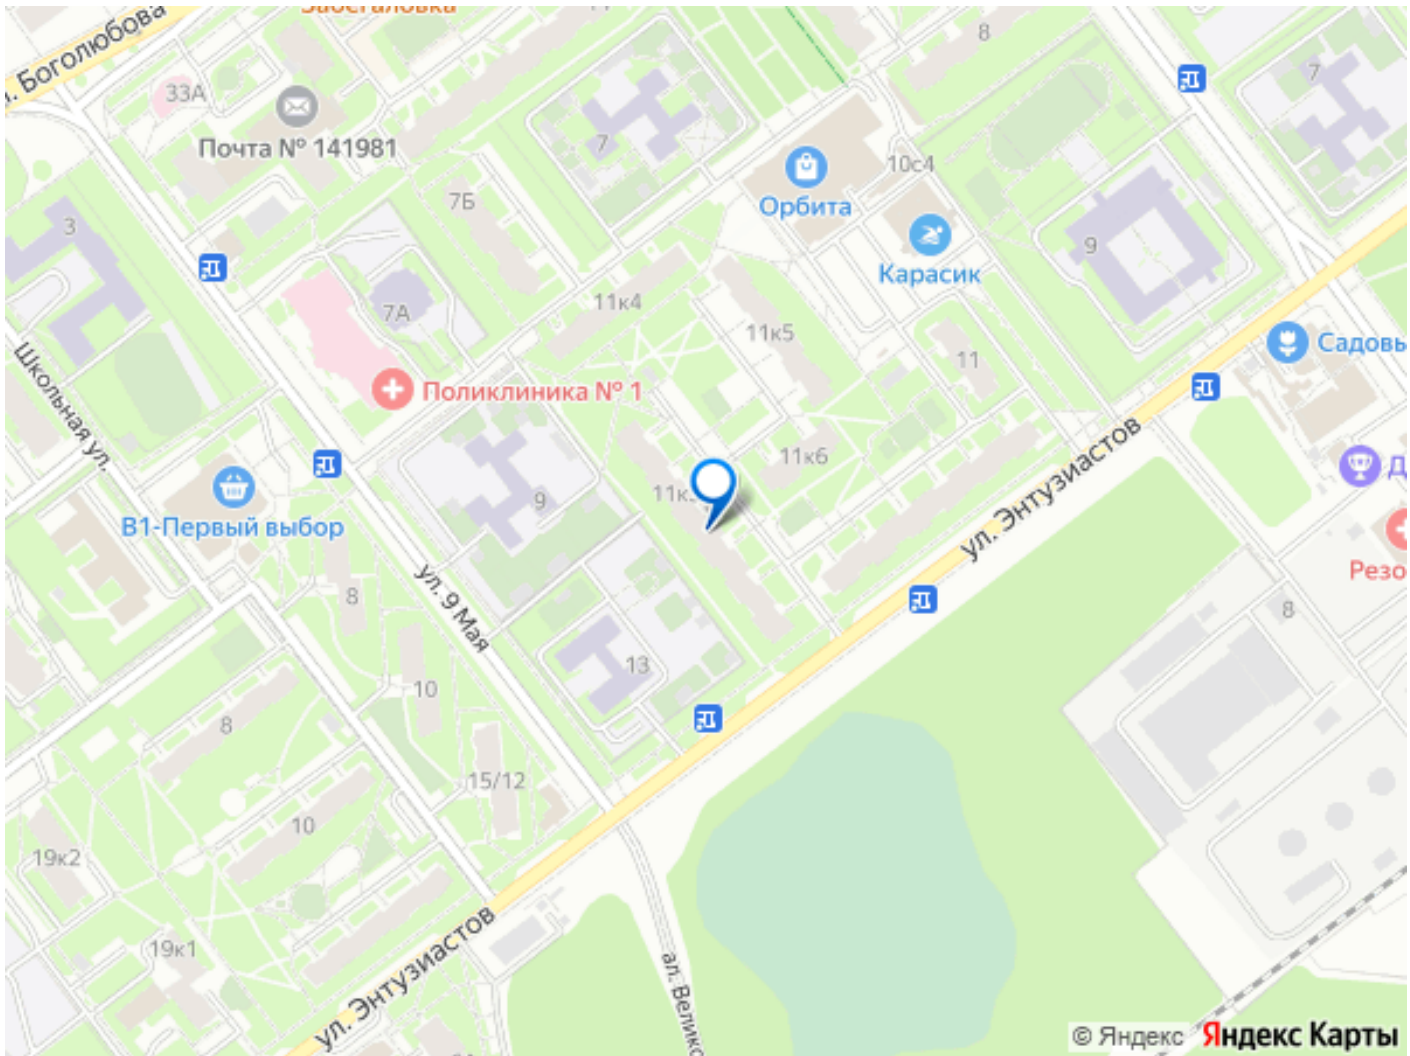 Забегаловка
Боголюбова
8
7
33А
Почта № 141981
7
10с4
7Б
Орбита
3
9
Карасик
11к4
7А
11к5
11
Садовы
Школьная ул.
Поликлиника № 1
ул. Энтузиастов
11к6
Д
В1-Первый выбор
9
Резо
ул. 9 Мая
8
8
13
10
8
15/12
10
19к2
ул. Энтузиастов
19к1
ал. Велико
© Яндекс Яндекс Карты